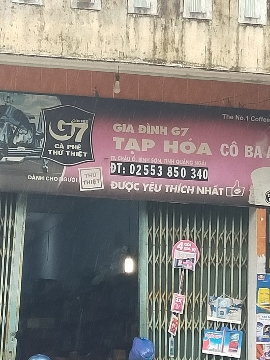 The No.1 Coffee
G7
CÀ PHÊ
THỨ THIỆT
GIA ĐÌNH G7
TẠP HÓA CÔ BA
ĐT: 02553 850 340
DÀNH CHO NGƯỜI THỨ THIỆT
ĐƯỢC YÊU THÍCH NHẤT